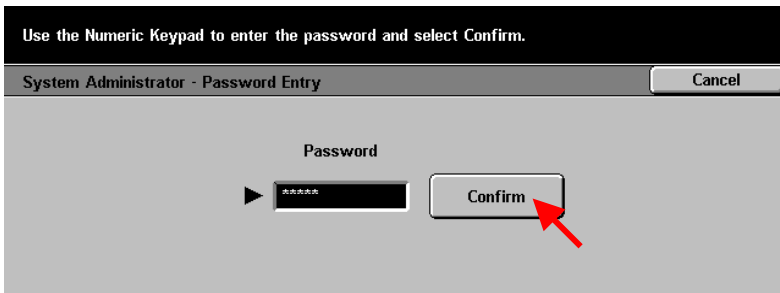 Use the Numeric Keypad to enter the password and select Confirm.
System Administrator - Password Entry
Cancel
Password
*****
Confirm